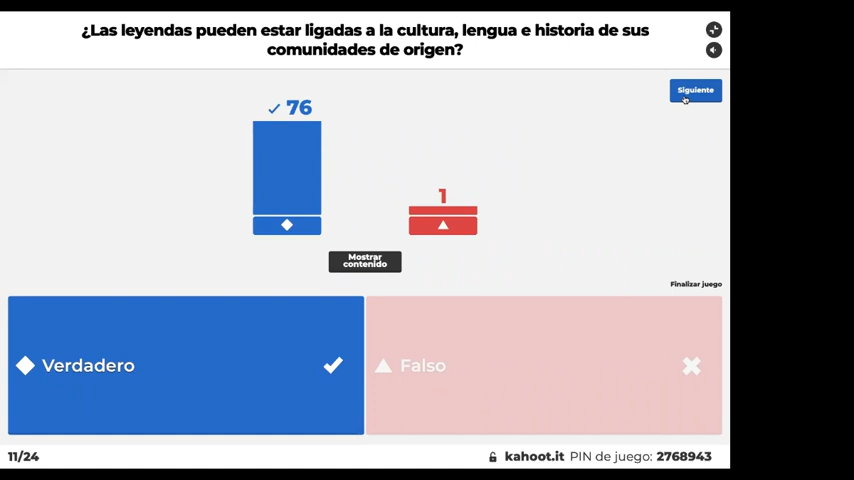 ¿Las leyendas pueden estar ligadas a la cultura, lengua e historia de sus
comunidades de origen?
Siguiente
76
1
Mostrar
contenido
Finalizar juego
Verdadero
Falso
11/24
kahoot.it PIN de juego: 2768943